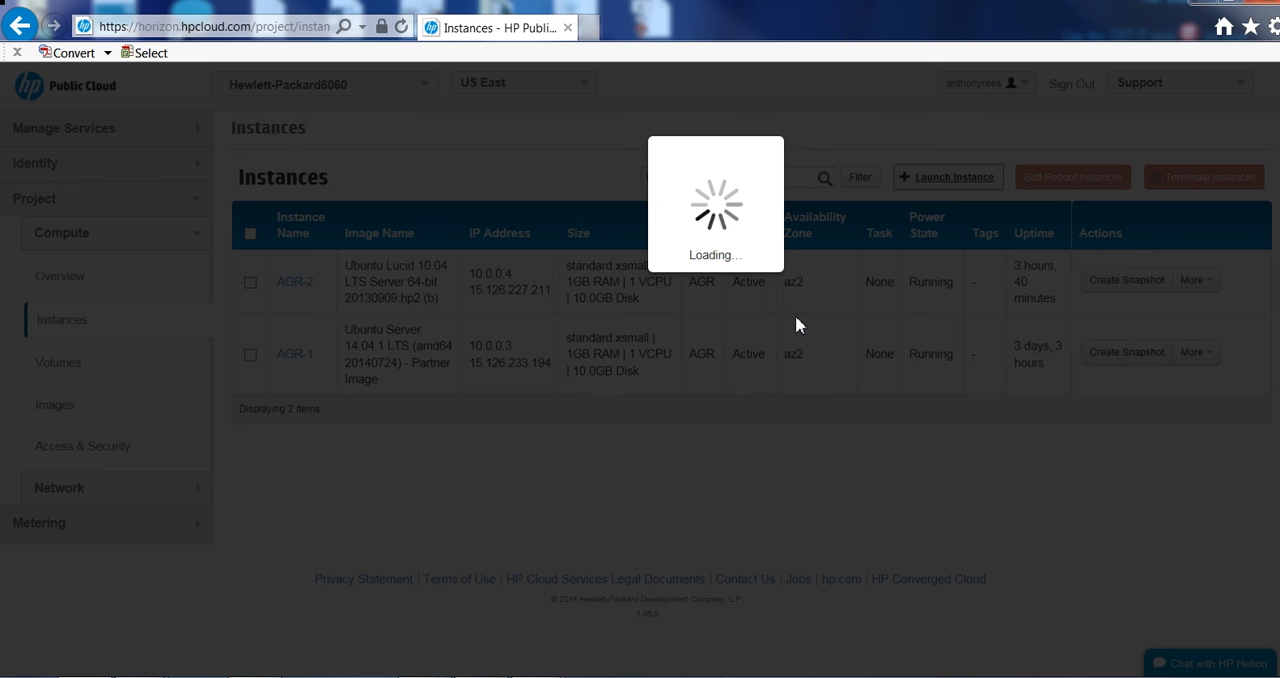 https://horizon.hpcloud.com/project/instan
Instances - HP Publi...
Convert
Select
hp Public Cloud
Hewlett-Packard6060
US East
anthonyrees
Sign Out
Support
Manage Services
Identity
Project
Compute
Overview
Instances
Volumes
Images
Access & Security
Network
Metering
Instances
Instances
Filter
Launch Instance
Soft Reboot Instances
Terminate Instances
Loading...
Instance Name
Image Name
IP Address
Size
Availability Zone
Task
Power State
Tags
Uptime
Actions
AGR-2
Ubuntu Lucid 10.04
LTS Server 64-bit
20130909.hp2 (b)
10.0.0.4
15.126.227.211
standard.xsmall |
1GB RAM | 1 VCPU
| 10.0GB Disk
AGR
Active
az2
None
Running
-
3 hours,
40
minutes
Create Snapshot
More
AGR-1
Ubuntu Server
14.04.1 LTS (amd64
20140724) - Partner
Image
10.0.0.3
15.126.233.194
standard.xsmall |
1GB RAM | 1 VCPU
| 10.0GB Disk
AGR
Active
az2
None
Running
-
3 days, 3
hours
Create Snapshot
More
Displaying 2 items
Privacy Statement | Terms of Use | HP Cloud Services Legal Documents | Contact Us | Jobs | hp.com | HP Converged Cloud
© 2014 Hewlett-Packard Development Company, L.P.
Chat with HP Helion